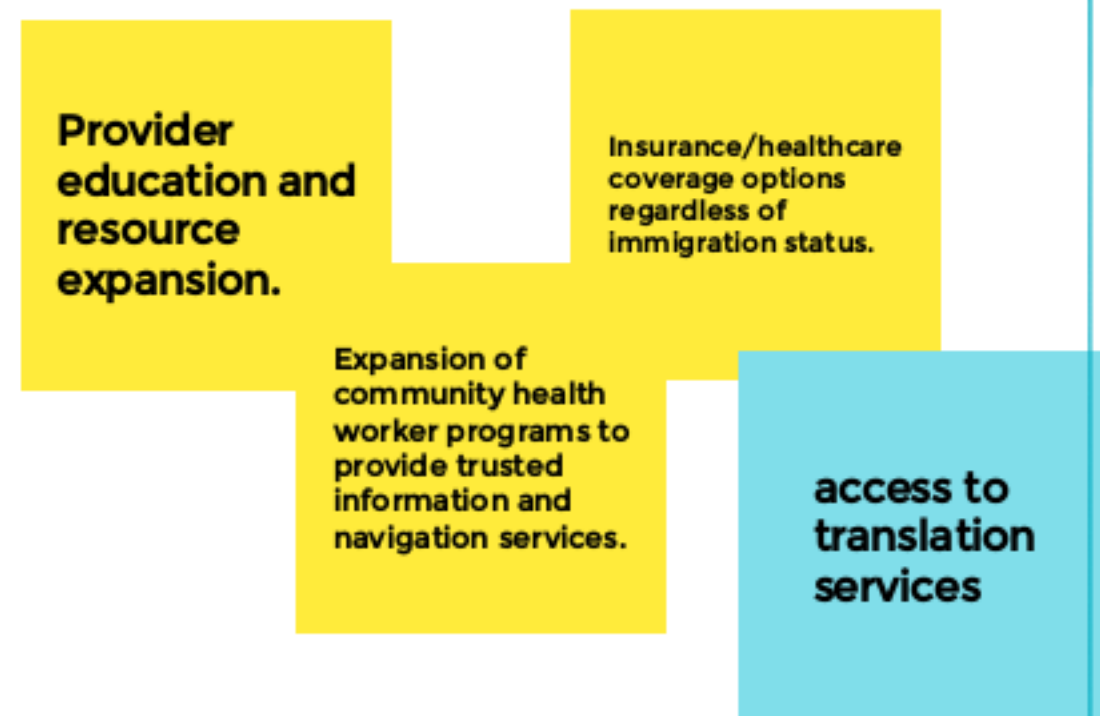 Provider
education and
resource
expansion.
Insurance/healthcare
coverage options
regardless of
immigration status.
Expansion of
community health
worker programs to
provide trusted
information and
navigation services.
access to
translation
services